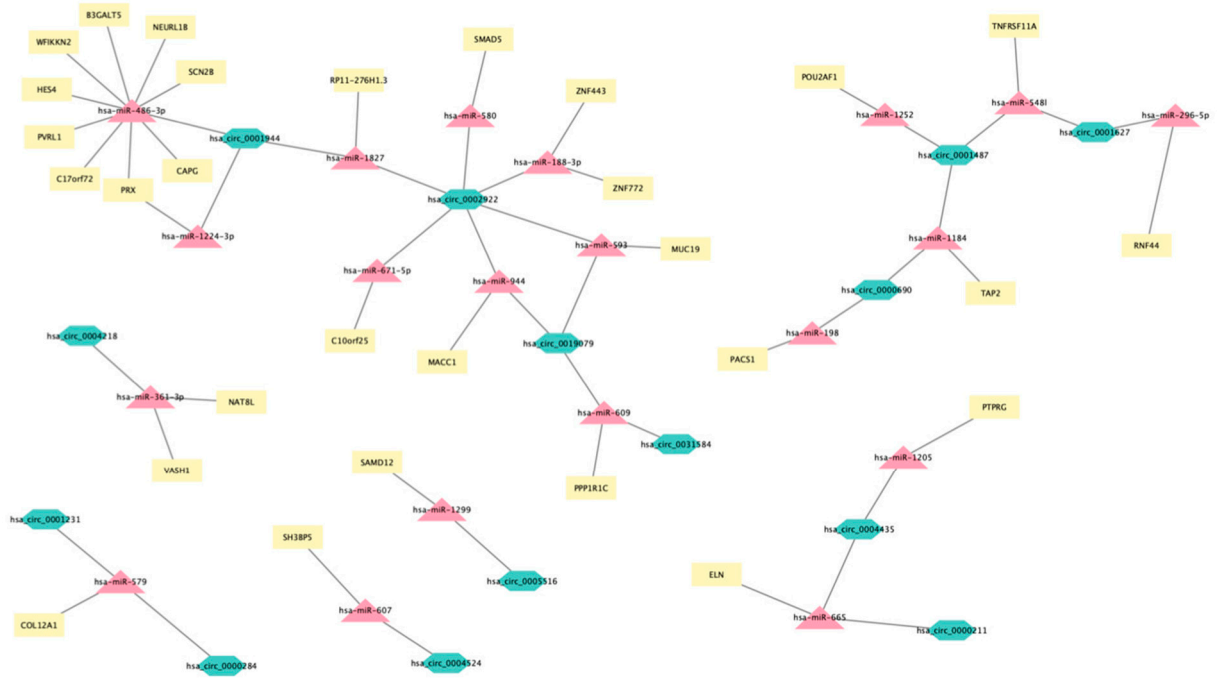 B3GALT5
NEURL1B
WFIKKN2
SCN2B
HES4
hsa-miR-486-3p
PVRL1
hsa_circ_0001944
C17orf72
PRX
CAPG
hsa-miR-1224-3p
RP11-276H1.3
hsa-miR-1827
SMAD5
hsa-miR-580
ZNF443
hsa-miR-188-3p
ZNF772
hsa_circ_0002922
hsa-miR-593
MUC19
hsa-miR-671-5p
hsa-miR-944
C10orf25
MACC1
hsa_circ_0019079
hsa-miR-609
hsa_circ_0031584
PPP1R1C
TNFRSF11A
POU2AF1
hsa-miR-548l
hsa-miR-1252
hsa_circ_0001627
hsa-miR-296-5p
hsa_circ_0001487
RNF44
hsa-miR-1184
hsa_circ_0000690
TAP2
hsa-miR-198
PACS1
hsa_circ_0004218
hsa-miR-361-3p
NAT8L
VASH1
SAMD12
hsa-miR-1299
hsa_circ_0005516
PTPRG
hsa-miR-1205
hsa_circ_0004435
ELN
hsa-miR-665
hsa_circ_0000211
hsa_circ_0001231
hsa-miR-579
COL12A1
hsa_circ_0000284
SH3BP5
hsa-miR-607
hsa_circ_0004524